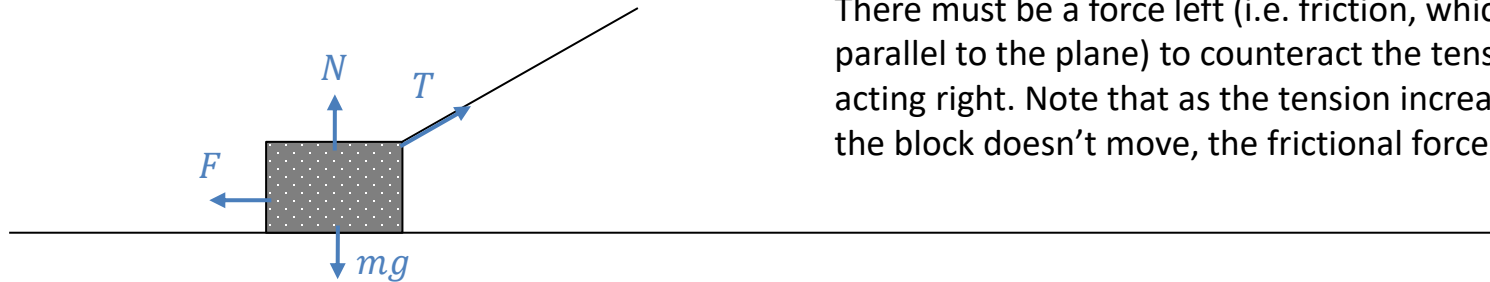 There must be a force left (i.e. friction, whic
parallel to the plane) to counteract the tens
acting right. Note that as the tension increa
the block doesn’t move, the frictional force
N
T
F
mg